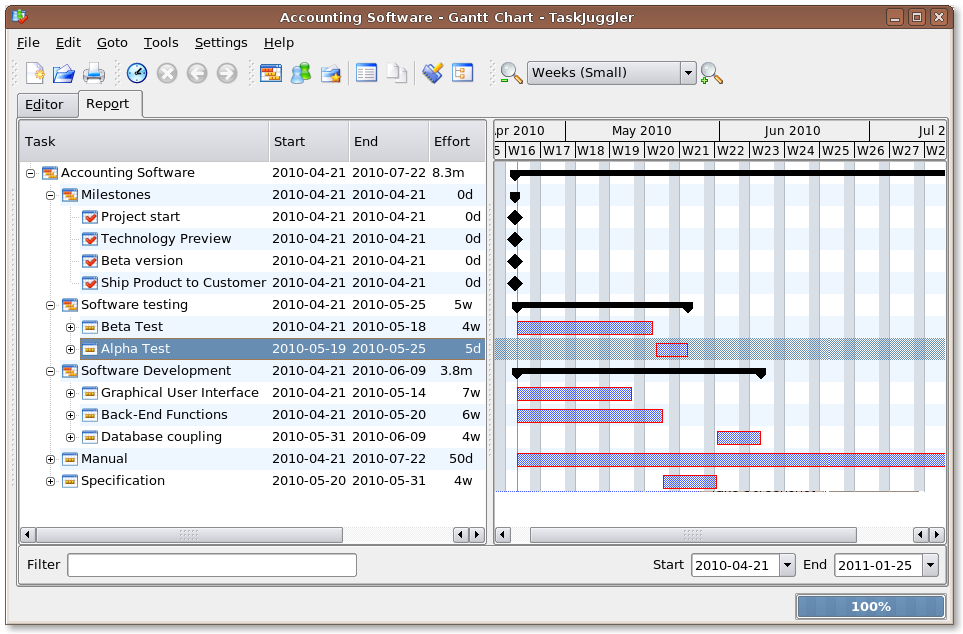 Accounting Software - Gantt Chart - TaskJuggler
File Edit Goto Tools Settings Help
Weeks (Small)
Editor Report
Task Start End Effort
pr 2010 May 2010 Jun 2010 Jul 2
5 W16 W17 W18 W19 W20 W21 W22 W23 W24 W25 W26 W27 W2
Accounting Software 2010-04-21 2010-07-22 8.3m
Milestones 2010-04-21 2010-04-21 0d
Project start 2010-04-21 2010-04-21 0d
Technology Preview 2010-04-21 2010-04-21 0d
Beta version 2010-04-21 2010-04-21 0d
Ship Product to Customer 2010-04-21 2010-04-21 0d
Software testing 2010-04-21 2010-05-25 5w
Beta Test 2010-04-21 2010-05-18 4w
Alpha Test 2010-05-19 2010-05-25 5d
Software Development 2010-04-21 2010-06-09 3.8m
Graphical User Interface 2010-04-21 2010-05-14 7w
Back-End Functions 2010-04-21 2010-05-20 6w
Database coupling 2010-05-31 2010-06-09 4w
Manual 2010-04-21 2010-07-22 50d
Specification 2010-05-20 2010-05-31 4w
Filter Start 2010-04-21 End 2011-01-25
100%